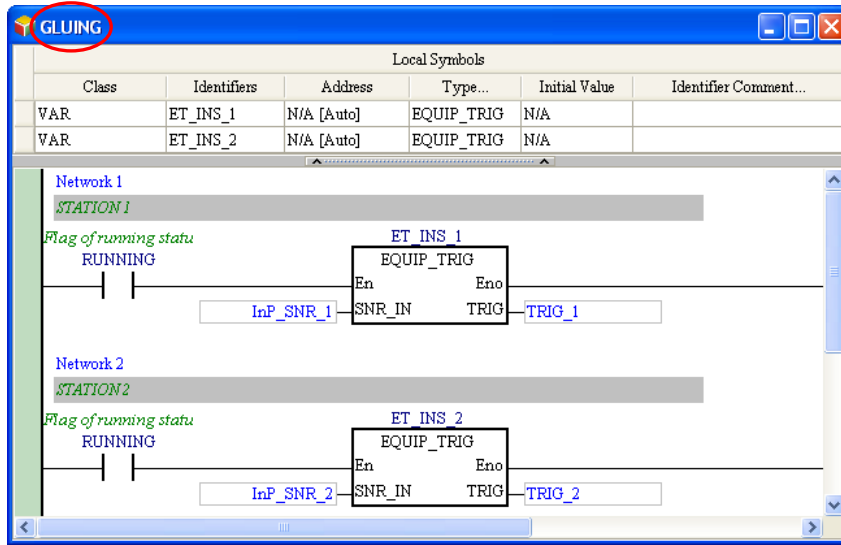 GLUING
Local Symbols
Class Identifiers Address Type... Initial Value Identifier Comment...
VAR ET_INS_1 N/A [Auto] EQUIP_TRIG N/A
VAR ET_INS_2 N/A [Auto] EQUIP_TRIG N/A
Network 1
STATION 1
Flag of running statu ET_INS_1
RUNNING EQUIP_TRIG
En Eno
InP_SNR_1 SNR_IN TRIG TRIG_1
Network 2
STATION 2
Flag of running statu ET_INS_2
RUNNING EQUIP_TRIG
En Eno
InP_SNR_2 SNR_IN TRIG TRIG_2